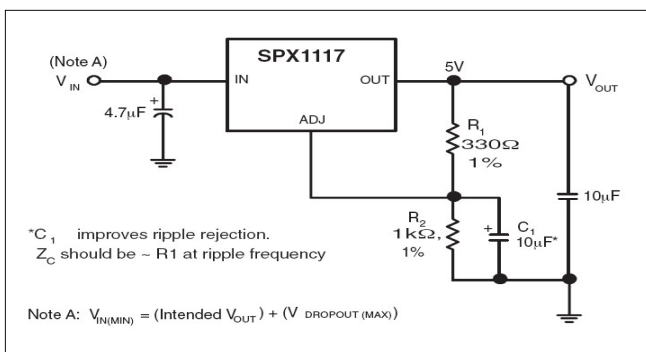 (Note A)
V IN
4.7μF
+
SPX1117
IN
OUT
ADJ
5V
V OUT
R1
330Ω
1%
10μF
R2
1kΩ,
1%
+
C1
10μF*
*C 1 improves ripple rejection.
ZC should be ~ R1 at ripple frequency
Note A: VIN(MIN) = (Intended VOUT) + (V DROPOUT (MAX))